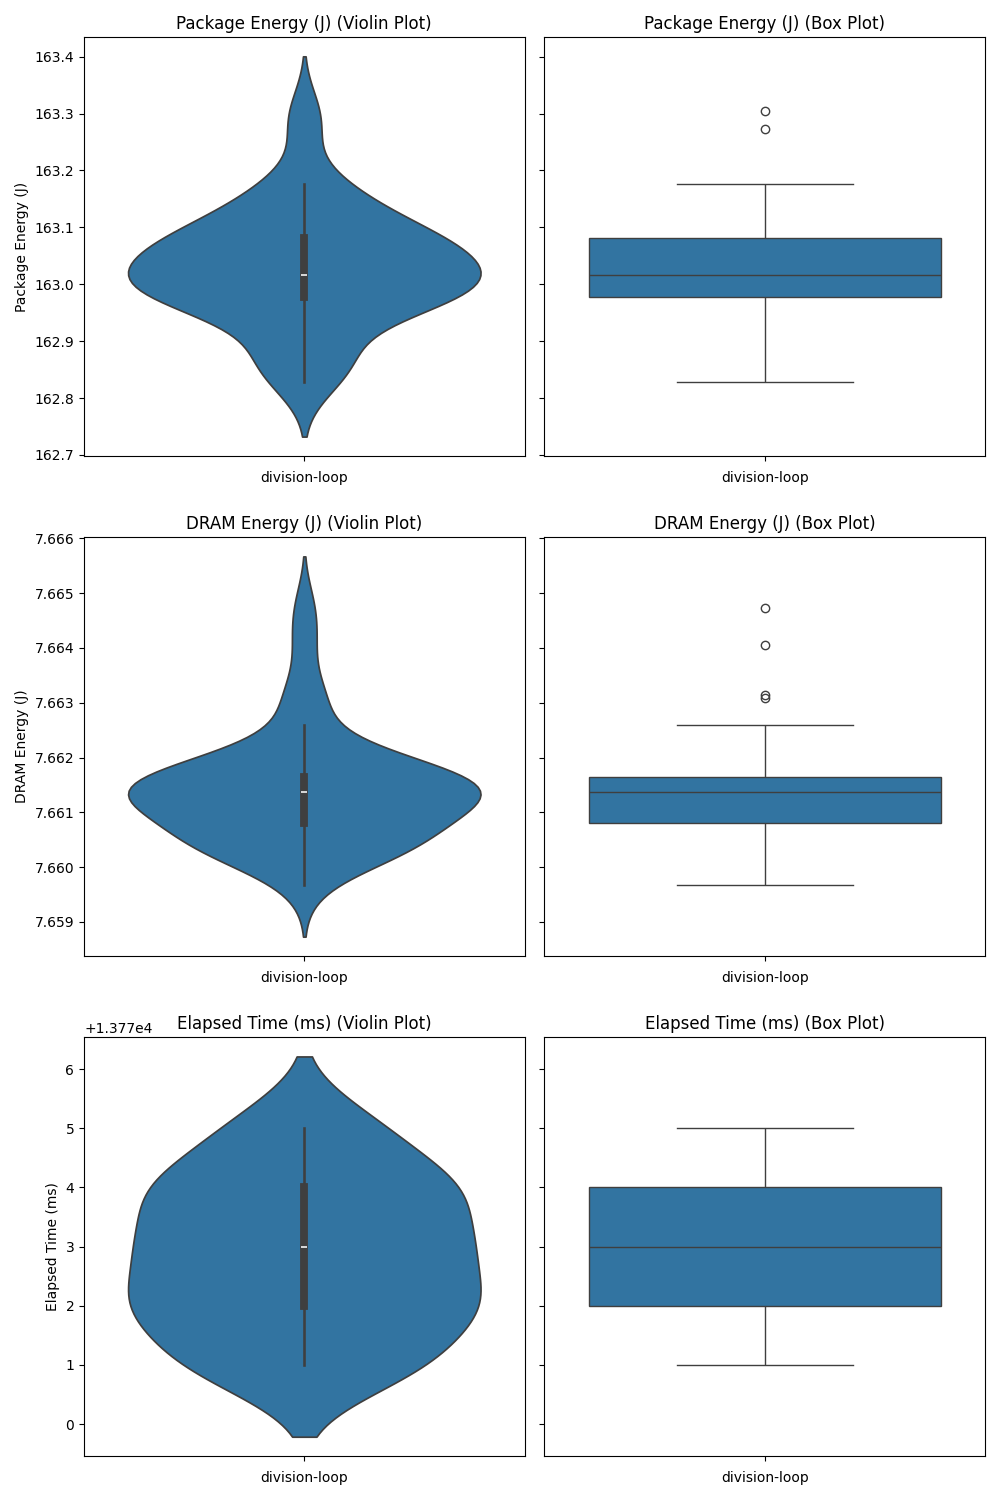 Package Energy (J) (Violin Plot)
Package Energy (J) (Box Plot)
163.4
163.3
163.2
163.1
163.0
162.9
162.8
162.7
Package Energy (J)
division-loop
division-loop
DRAM Energy (J) (Violin Plot)
DRAM Energy (J) (Box Plot)
7.666
7.665
7.664
7.663
7.662
7.661
7.660
7.659
DRAM Energy (J)
division-loop
division-loop
+1.377e4
Elapsed Time (ms) (Violin Plot)
Elapsed Time (ms) (Box Plot)
6
5
4
3
2
1
0
Elapsed Time (ms)
division-loop
division-loop